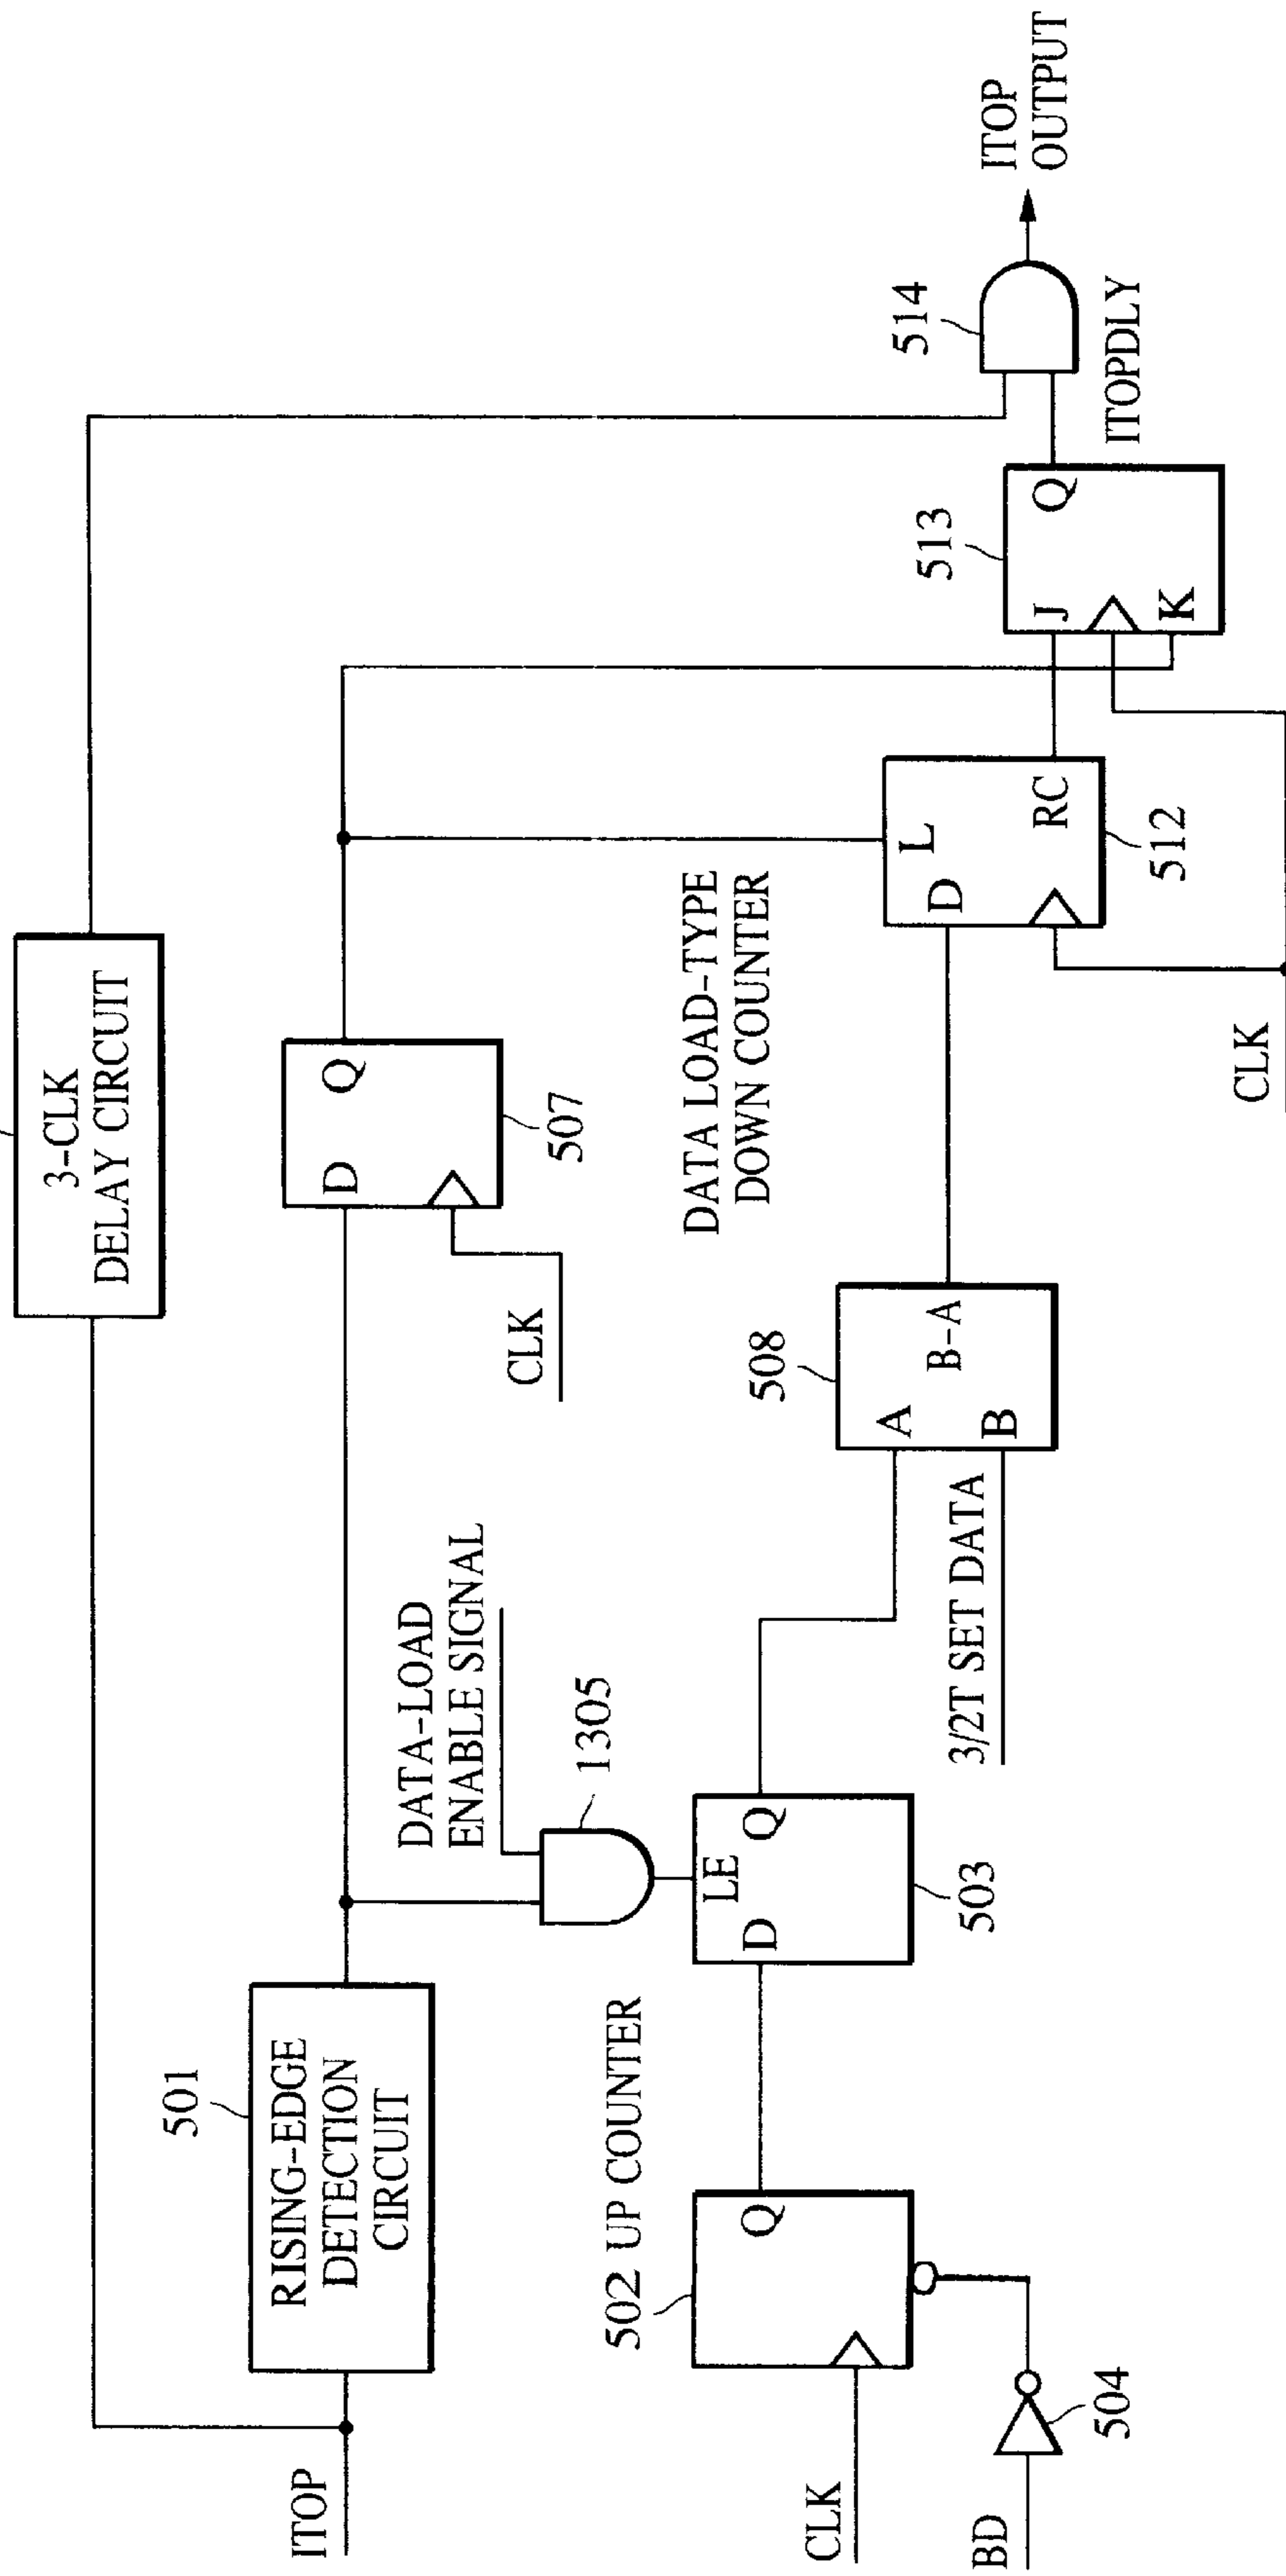 3-CLK
DELAY CIRCUIT
ITOP
501
RISING-EDGE
DETECTION
CIRCUIT
D
Q
507
CLK
DATA-LOAD
ENABLE SIGNAL
1305
502 UP COUNTER
Q
CLK
BD
504
LE
D
Q
503
3/2T SET DATA
508
A
B
B-A
DATA LOAD-TYPE
DOWN COUNTER
L
D
RC
512
CLK
513
J
K
Q
ITOPDLY
514
ITOP
OUTPUT